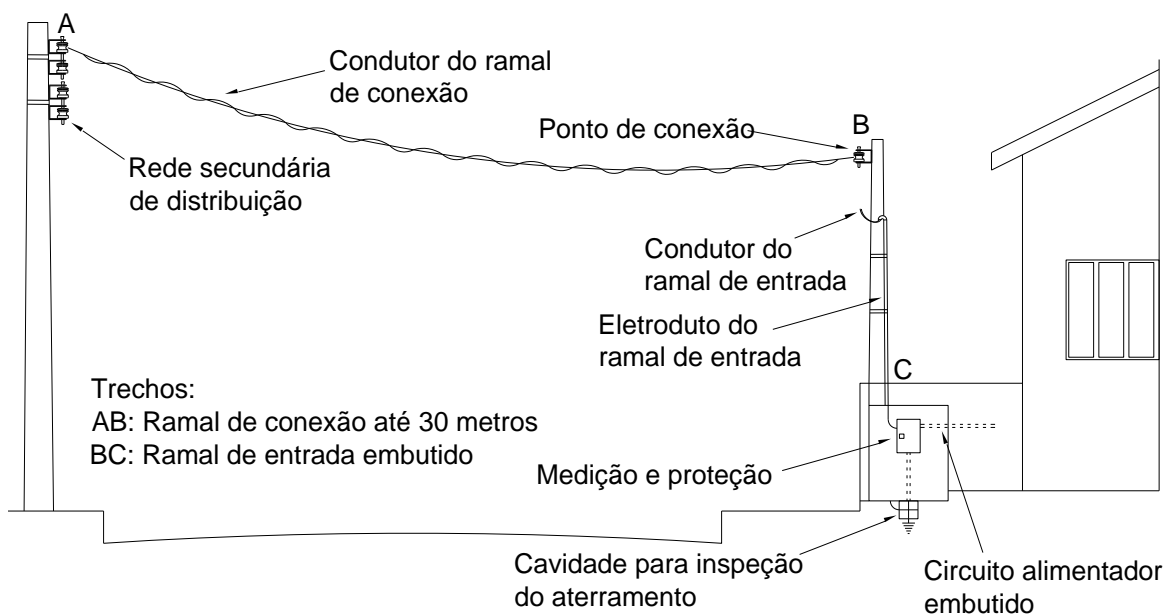 A
Condutor do ramal
de conexão
Ponto de conexão
B
Rede secundária
de distribuição
Condutor do
ramal de entrada
Eletroduto do
ramal de entrada
C
Trechos:
AB: Ramal de conexão até 30 metros
BC: Ramal de entrada embutido
Medição e proteção
Cavidade para inspeção
do aterramento
Circuito alimentador
embutido